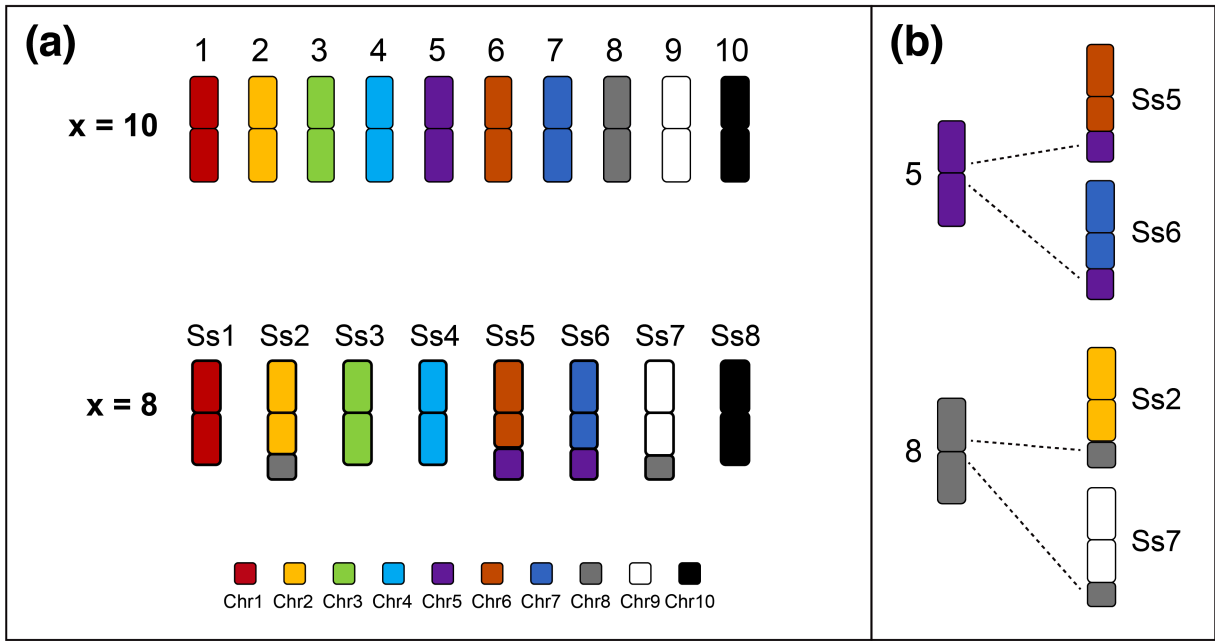 (a)
1 2 3 4 5 6 7 8 9 10
x = 10
Ss1 Ss2 Ss3 Ss4 Ss5 Ss6 Ss7 Ss8
x = 8
Chr1 Chr2 Chr3 Chr4 Chr5 Chr6 Chr7 Chr8 Chr9 Chr10
(b)
Ss5
5
Ss6
Ss2
8
Ss7